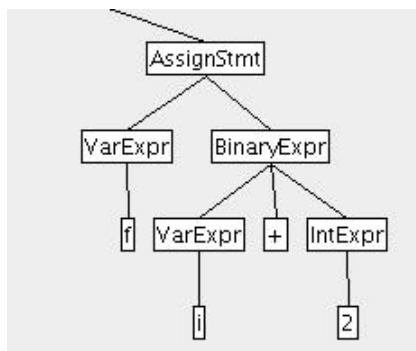 AssignStmt
VarExpr BinaryExpr
f VarExpr + IntExpr
i 2